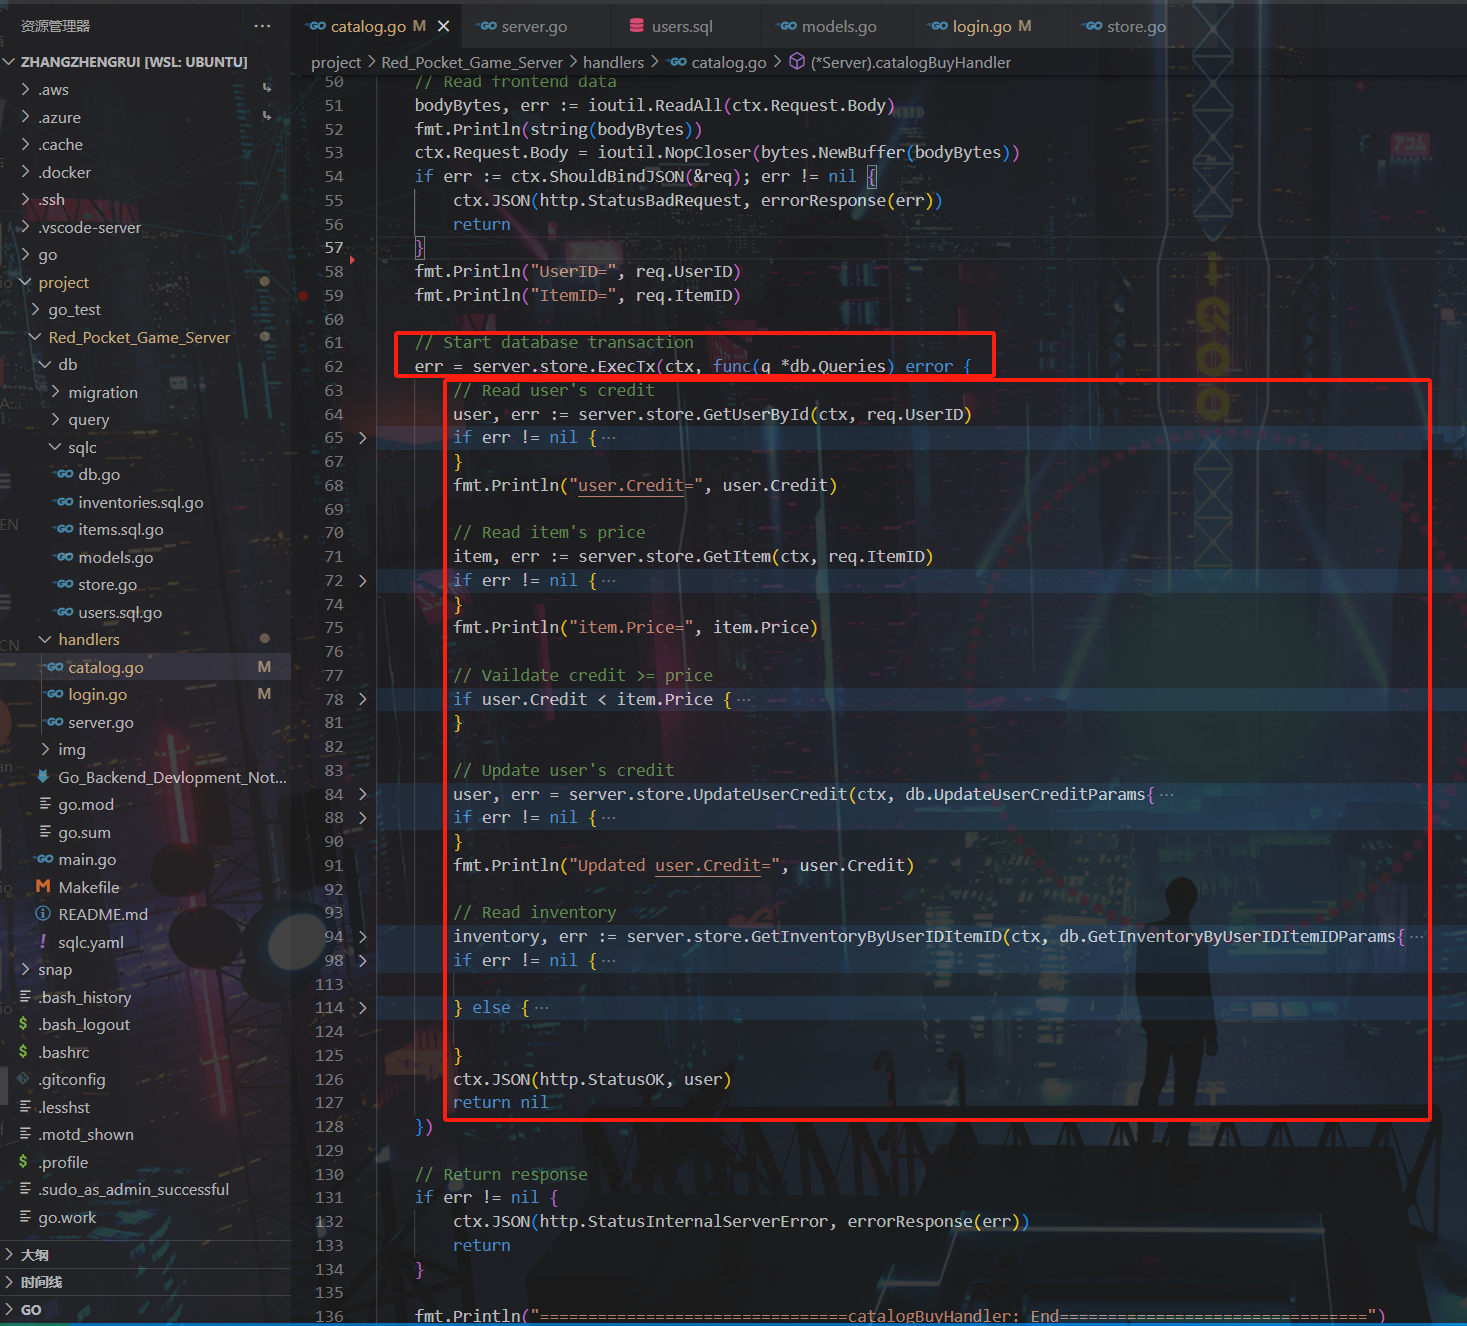 资源管理器 ···
ZHANGZHENGRUI [WSL: UBUNTU]
.aws
.azure
.cache
.docker
.ssh
.vscode-server
go
project
go_test
Red_Pocket_Game_Server
db
migration
query
sqlc
db.go
inventories.sql.go
items.sql.go
models.go
store.go
users.sql.go
handlers
catalog.go M
login.go M
server.go
img
Go_Backend_Devlopment_Not...
go.mod
go.sum
main.go
Makefile
README.md
sqlc.yaml
snap
.bash_history
.bash_logout
.bashrc
.gitconfig
.lesshst
.motd_shown
.profile
.sudo_as_admin_successful
go.work
大纲
时间线
GO
catalog.go M server.go users.sql models.go login.go M store.go
project > Red_Pocket_Game_Server > handlers > catalog.go > (*Server).catalogBuyHandler
50 // Read frontend data
51 bodyBytes, err := ioutil.ReadAll(ctx.Request.Body)
52 fmt.Println(string(bodyBytes))
53 ctx.Request.Body = ioutil.NopCloser(bytes.NewBuffer(bodyBytes))
54 if err := ctx.ShouldBindJSON(&req); err != nil {
55 ctx.JSON(http.StatusBadRequest, errorResponse(err))
56 return
57 }
58 fmt.Println("UserID=", req.UserID)
59 fmt.Println("ItemID=", req.ItemID)
60
61 // Start database transaction
62 err = server.store.ExecTx(ctx, func(q *db.Queries) error {
63 // Read user's credit
64 user, err := server.store.GetUserById(ctx, req.UserID)
65 if err != nil { ···
67 }
68 fmt.Println("user.Credit=", user.Credit)
69
70 // Read item's price
71 item, err := server.store.GetItem(ctx, req.ItemID)
72 if err != nil { ···
74 }
75 fmt.Println("item.Price=", item.Price)
76
77 // Vaildate credit >= price
78 if user.Credit < item.Price { ···
81 }
82
83 // Update user's credit
84 user, err = server.store.UpdateUserCredit(ctx, db.UpdateUserCreditParams{ ···
88 if err != nil { ···
90 }
91 fmt.Println("Updated user.Credit=", user.Credit)
92
93 // Read inventory
94 inventory, err := server.store.GetInventoryByUserIDItemID(ctx, db.GetInventoryByUserIDItemIDParams{ ···
98 if err != nil { ···
113
114 } else { ···
124
125 }
126 ctx.JSON(http.StatusOK, user)
127 return nil
128 })
129
130 // Return response
131 if err != nil {
132 ctx.JSON(http.StatusInternalServerError, errorResponse(err))
133 return
134 }
135
136 fmt.Println("================================catalogBuyHandler: End================================")